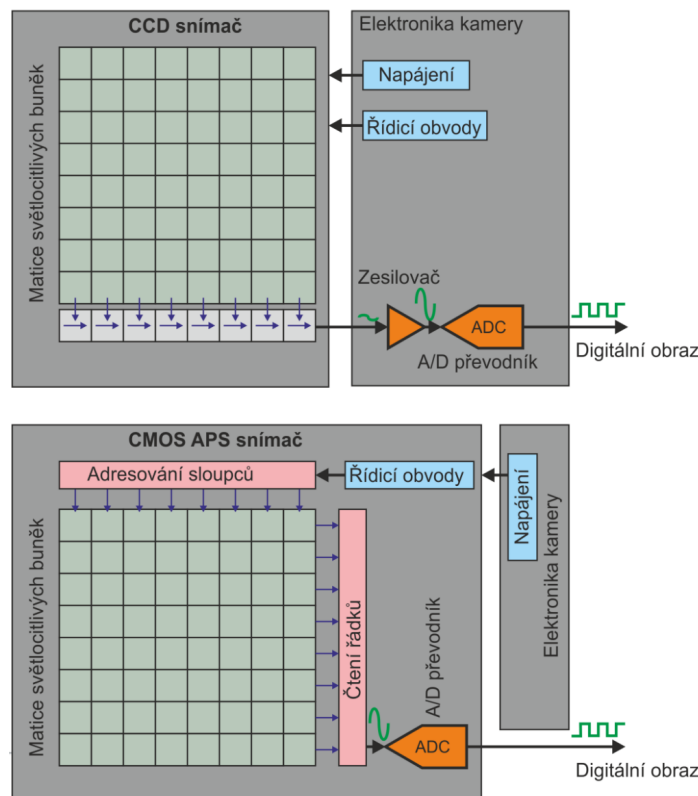 CCD snímač
Elektronika kamery
Matice světlocitlivých buněk
Napájení
Řídicí obvody
Zesilovač
ADC
A/D převodník
Digitální obraz
CMOS APS snímač
Adresování sloupců
Řídicí obvody
Napájení
Elektronika kamery
Matice světlocitlivých buněk
Čtení řádků
A/D převodník
ADC
Digitální obraz